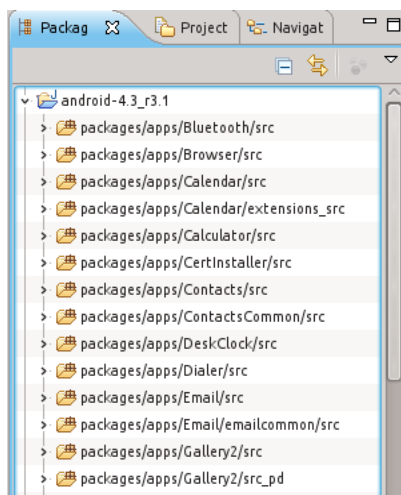 Packag Project Navigat
android-4.3_r3.1
packages/apps/Bluetooth/src
packages/apps/Browser/src
packages/apps/Calendar/src
packages/apps/Calendar/extensions_src
packages/apps/Calculator/src
packages/apps/CertInstaller/src
packages/apps/Contacts/src
packages/apps/ContactsCommon/src
packages/apps/DeskClock/src
packages/apps/Dialer/src
packages/apps/Email/src
packages/apps/Email/emailcommon/src
packages/apps/Gallery2/src
packages/apps/Gallery2/src_pd